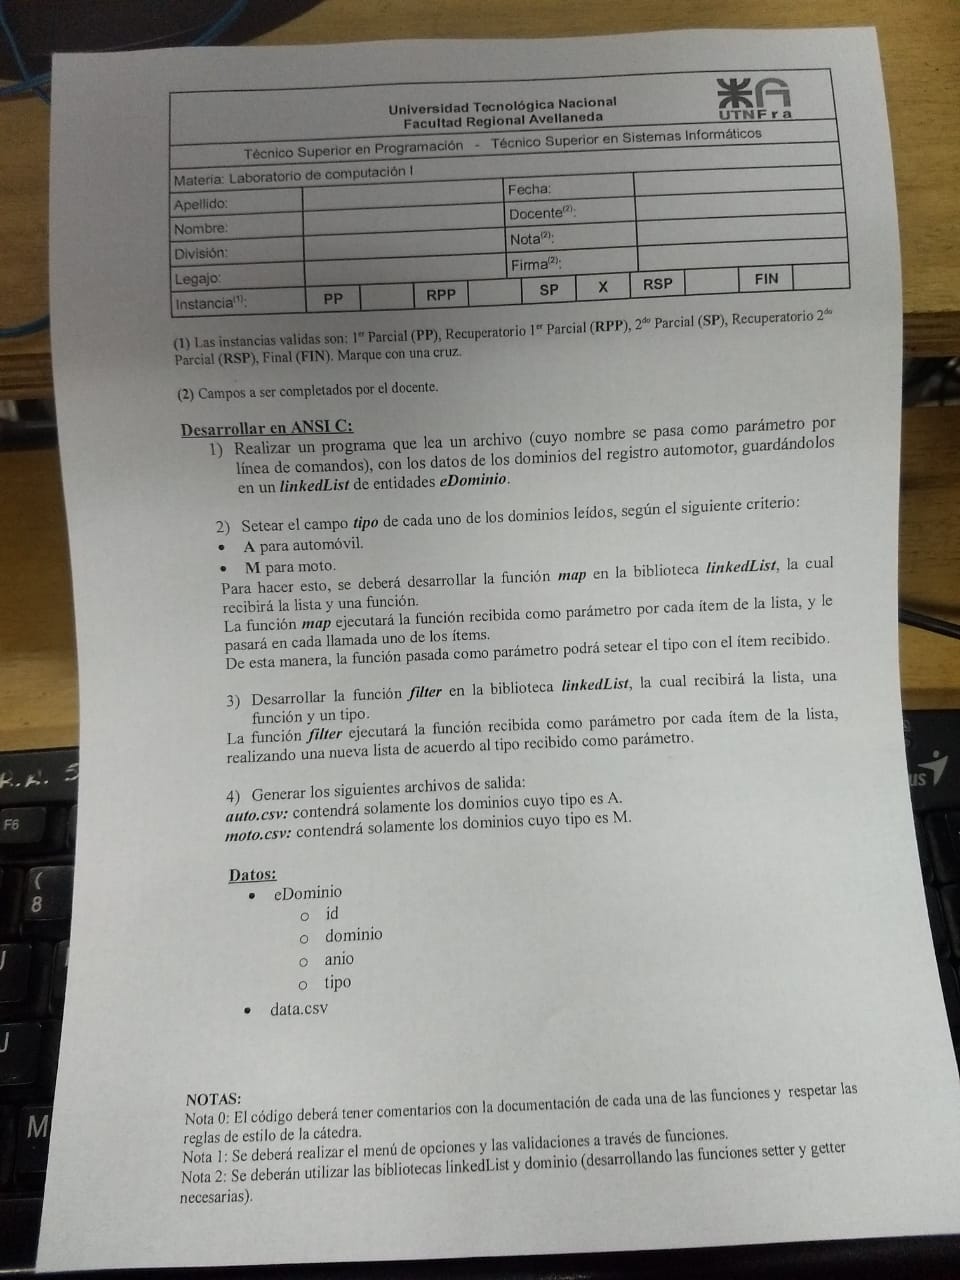 Universidad Tecnológica Nacional
Facultad Regional Avellaneda
UTNFra
Técnico Superior en Programación - Técnico Superior en Sistemas Informáticos
Materia: Laboratorio de computación I
Apellido:
Fecha:
Nombre:
Docente(2):
División:
Nota(2):
Legajo:
Firma(2):
Instancia(1): PP RPP SP X RSP FIN
(1) Las instancias validas son: 1er Parcial (PP), Recuperatorio 1er Parcial (RPP), 2do Parcial (SP), Recuperatorio 2do
Parcial (RSP), Final (FIN). Marque con una cruz.
(2) Campos a ser completados por el docente.
Desarrollar en ANSI C:
1) Realizar un programa que lea un archivo (cuyo nombre se pasa como parámetro por
línea de comandos), con los datos de los dominios del registro automotor, guardándolos
en un linkedList de entidades eDominio.
2) Setear el campo tipo de cada uno de los dominios leídos, según el siguiente criterio:
• A para automóvil.
• M para moto.
Para hacer esto, se deberá desarrollar la función map en la biblioteca linkedList, la cual
recibirá la lista y una función.
La función map ejecutará la función recibida como parámetro por cada ítem de la lista, y le
pasará en cada llamada uno de los ítems.
De esta manera, la función pasada como parámetro podrá setear el tipo con el ítem recibido.
3) Desarrollar la función filter en la biblioteca linkedList, la cual recibirá la lista, una
función y un tipo.
La función filter ejecutará la función recibida como parámetro por cada ítem de la lista,
realizando una nueva lista de acuerdo al tipo recibido como parámetro.
4) Generar los siguientes archivos de salida:
auto.csv: contendrá solamente los dominios cuyo tipo es A.
moto.csv: contendrá solamente los dominios cuyo tipo es M.
Datos:
• eDominio
o id
o dominio
o anio
o tipo
• data.csv
NOTAS:
Nota 0: El código deberá tener comentarios con la documentación de cada una de las funciones y respetar las
reglas de estilo de la cátedra.
Nota 1: Se deberá realizar el menú de opciones y las validaciones a través de funciones.
Nota 2: Se deberán utilizar las bibliotecas linkedList y dominio (desarrollando las funciones setter y getter
necesarias).
F6
(
8
J
J
M
us